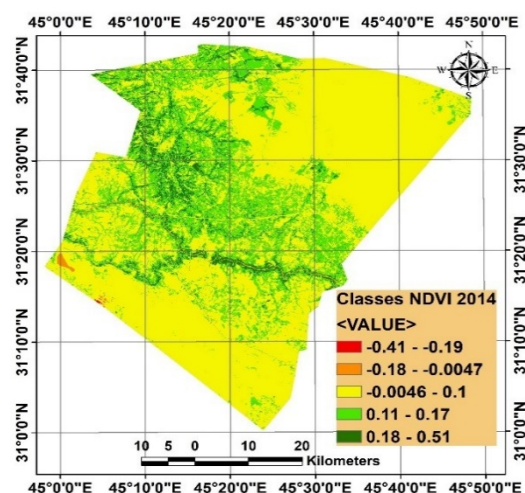 45°0'0"E 45°10'0"E 45°20'0"E 45°30'0"E 45°40'0"E 45°50'0"E
N
W E
S
31°40'0"N 31°40'0"N
31°30'0"N 31°30'0"N
31°20'0"N 31°20'0"N
31°10'0"N 31°10'0"N
31°0'0"N 31°0'0"N
Classes NDVI 2014
<VALUE>
-0.41 - -0.19
-0.18 - -0.0047
-0.0046 - 0.1
0.11 - 0.17
0.18 - 0.51
10 5 0 10 20
Kilometers
45°0'0"E 45°10'0"E 45°20'0"E 45°30'0"E 45°40'0"E 45°50'0"E